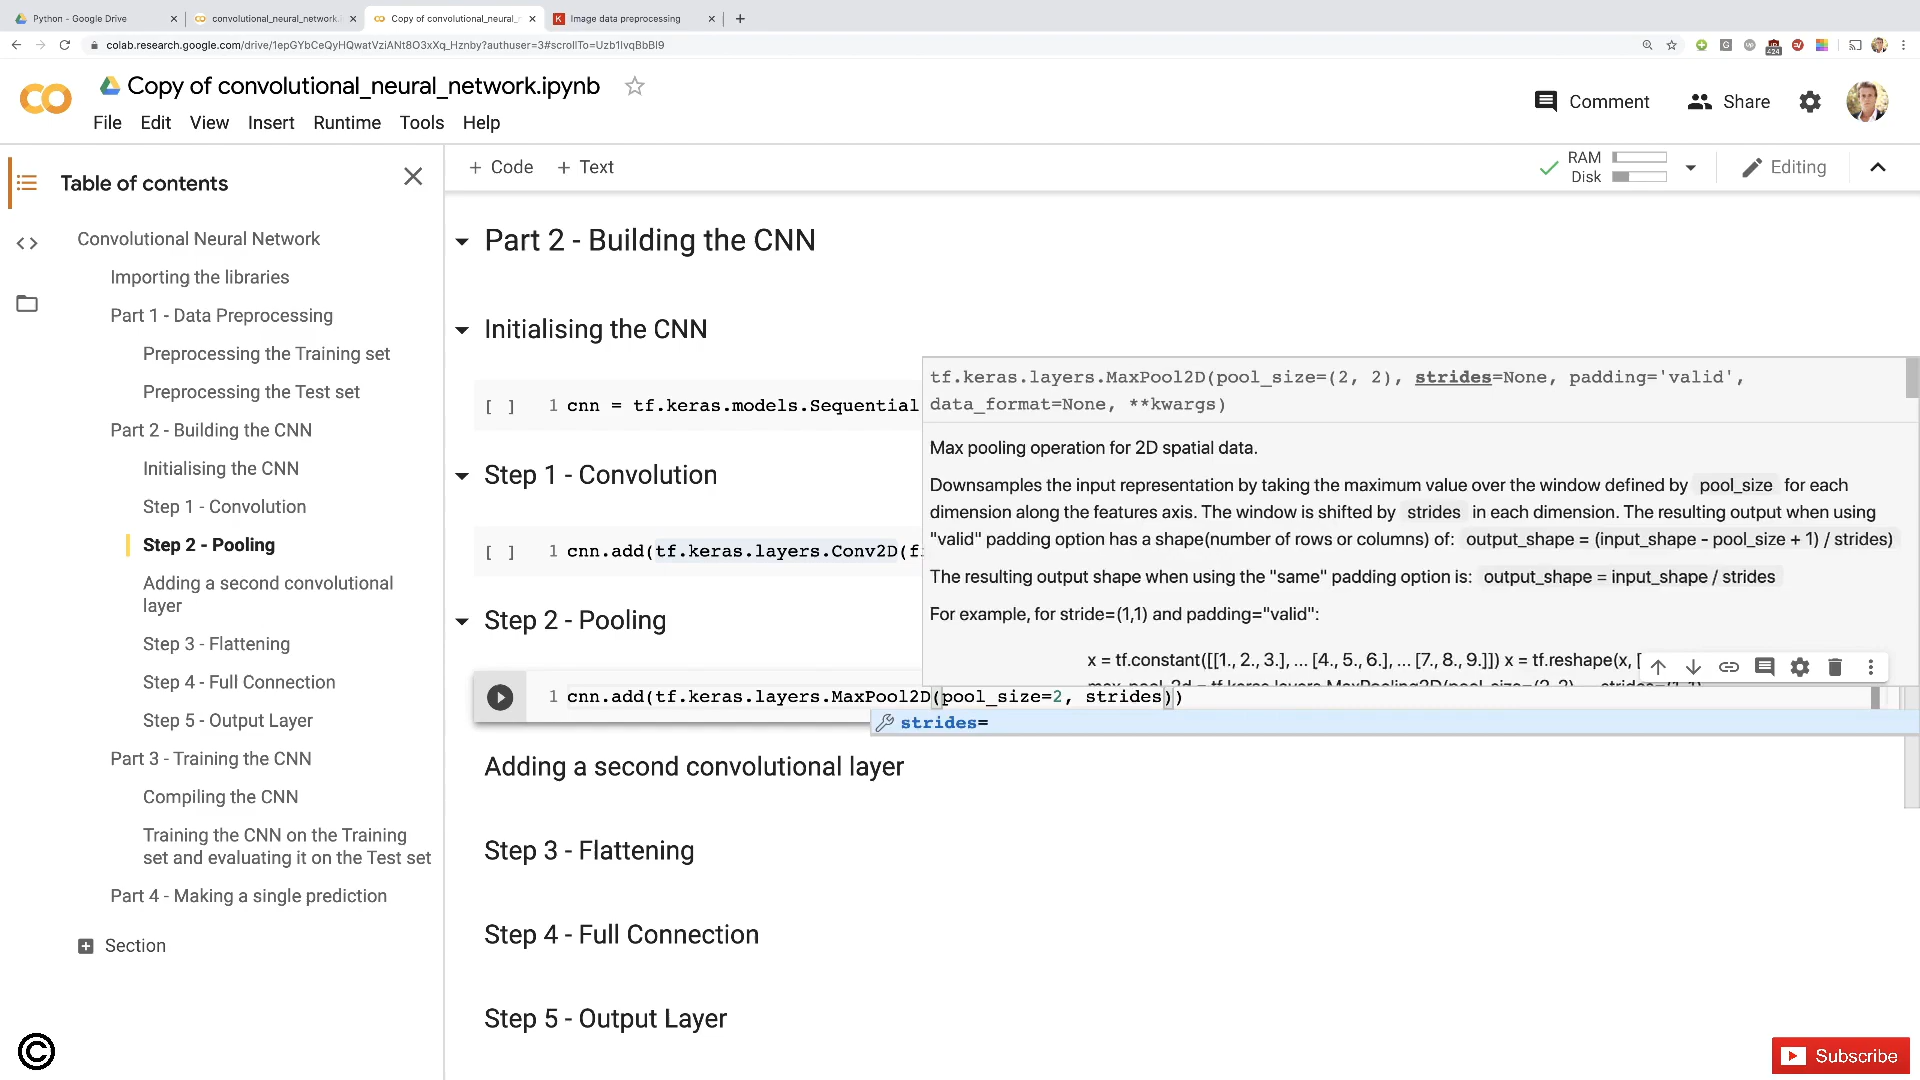 Python - Google Drive
convolutional_neural_network.i
Copy of convolutional_neural_
Image data preprocessing
colab.research.google.com/drive/1epGYbCeQyHQwatVziANt8O3xXq_Hznby?authuser=3#scrollTo=Uzb1lvqBbBl9
424
Copy of convolutional_neural_network.ipynb
Comment
Share
File Edit View Insert Runtime Tools Help
Table of contents
+ Code + Text
RAM
Disk
Editing
Convolutional Neural Network
Importing the libraries
Part 1 - Data Preprocessing
Preprocessing the Training set
Preprocessing the Test set
Part 2 - Building the CNN
Initialising the CNN
Step 1 - Convolution
Step 2 - Pooling
Adding a second convolutional
layer
Step 3 - Flattening
Step 4 - Full Connection
Step 5 - Output Layer
Part 3 - Training the CNN
Compiling the CNN
Training the CNN on the Training
set and evaluating it on the Test set
Part 4 - Making a single prediction
Section
Part 2 - Building the CNN
Initialising the CNN
[ ] 1 cnn = tf.keras.models.Sequential
Step 1 - Convolution
[ ] 1 cnn.add(tf.keras.layers.Conv2D(f
Step 2 - Pooling
1 cnn.add(tf.keras.layers.MaxPool2D(pool_size=2, strides))
strides=
tf.keras.layers.MaxPool2D(pool_size=(2, 2), strides=None, padding='valid',
data_format=None, **kwargs)
Max pooling operation for 2D spatial data.
Downsamples the input representation by taking the maximum value over the window defined by pool_size for each
dimension along the features axis. The window is shifted by strides in each dimension. The resulting output when using
"valid" padding option has a shape(number of rows or columns) of: output_shape = (input_shape - pool_size + 1) / strides)
The resulting output shape when using the "same" padding option is: output_shape = input_shape / strides
For example, for stride=(1,1) and padding="valid":
x = tf.constant([[1., 2., 3.], ... [4., 5., 6.], ... [7., 8., 9.]]) x = tf.reshape(x, [
Adding a second convolutional layer
Step 3 - Flattening
Step 4 - Full Connection
Step 5 - Output Layer
©
Subscribe